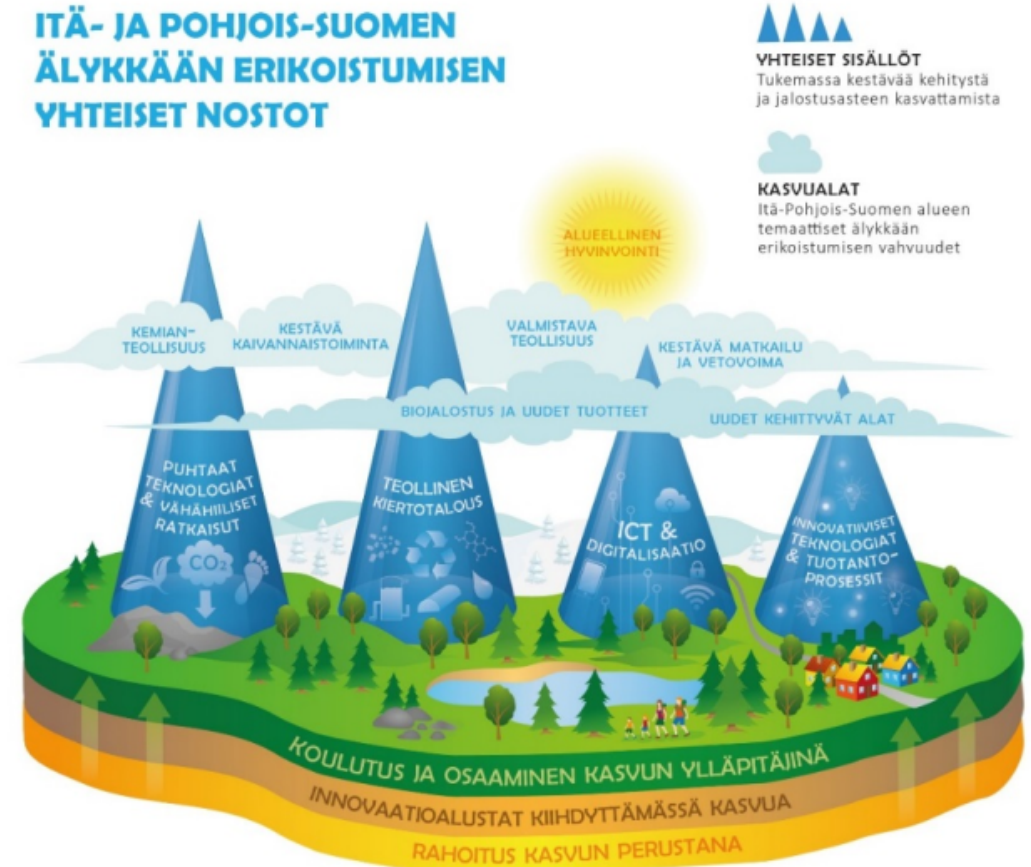 ITÄ- JA POHJOIS-SUOMEN
ÄLYKKÄÄN ERIKOISTUMISEN
YHTEISET NOSTOT
YHTEISET SISÄLLÖT
Tukemassa kestävää kehitystä
ja jalostusasteen kasvattamista
KASVUALAT
Itä-Pohjois-Suomen alueen
temaattiset älykkään
erikoistumisen vahvuudet
ALUEELLINEN
HYVINVOINTI
KEMIAN-
TEOLLISUUS
KESTÄVÄ
KAIVANNAISTOIMINTA
VALMISTAVA
TEOLLISUUS
KESTÄVÄ MATKAILU
JA VETOVOIMA
BIOJALOSTUS JA UUDET TUOTTEET
UUDET KEHITTYVÄT ALAT
PUHTAAT
TEKNOLOGIAT
& VÄHÄHIILISET
RATKAISUT
CO₂
TEOLLINEN
KIERTOTALOUS
ICT &
DIGITALISAATIO
INNOVATIIVISET
TEKNOLOGIAT
& TUOTANTO-
PROSESSIT
KOULUTUS JA OSAAMINEN KASVUN YLLÄPITÄJINÄ
INNOVAATIOALUSTAT KIIHDYTTÄMÄSSÄ KASVUA
RAHOITUS KASVUN PERUSTANA